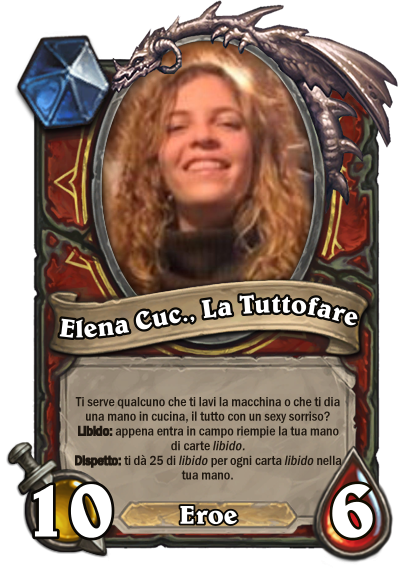 Elena Cuc., La Tuttofare
Ti serve qualcuno che ti lavi la macchina o che ti dia
una mano in cucina, il tutto con un sexy sorriso?
Libido: appena entra in campo riempie la tua mano
di carte libido.
Dispetto: ti dà 25 di libido per ogni carta libido nella
tua mano.
10
Eroe
6